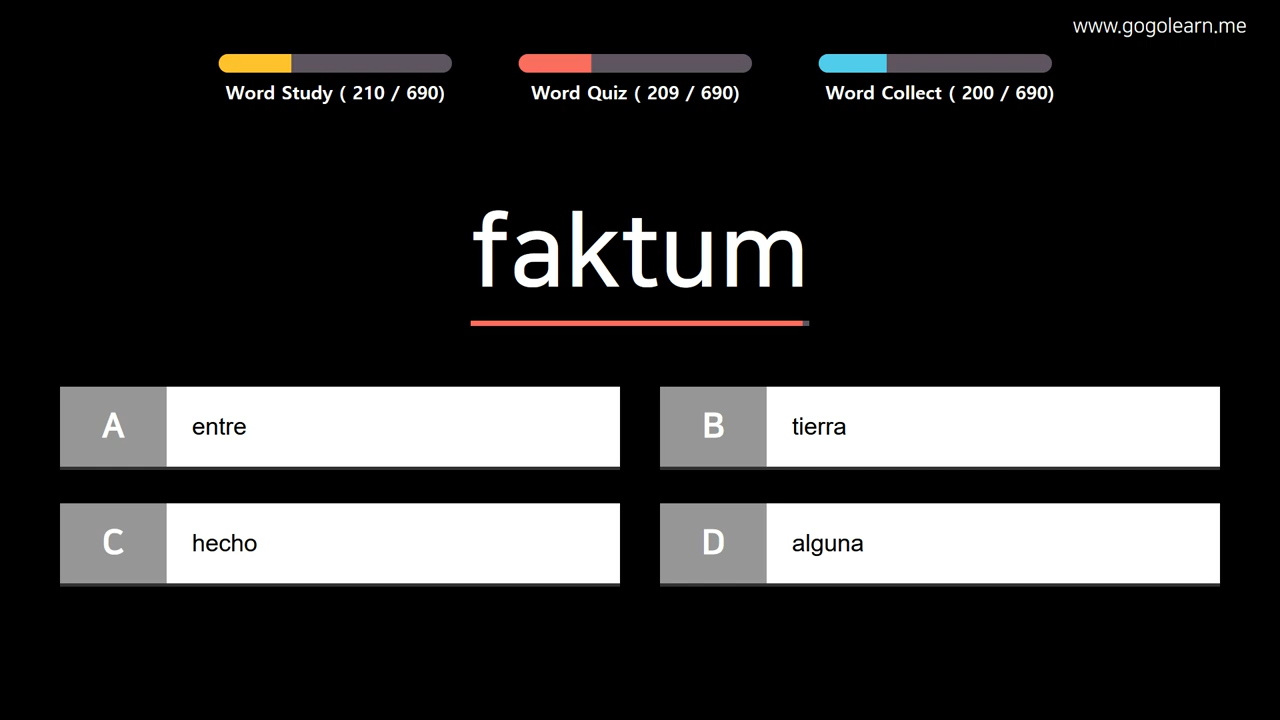 www.gogolearn.me
Word Study ( 210 / 690)
Word Quiz ( 209 / 690)
Word Collect ( 200 / 690)
faktum
A entre
B tierra
C hecho
D alguna